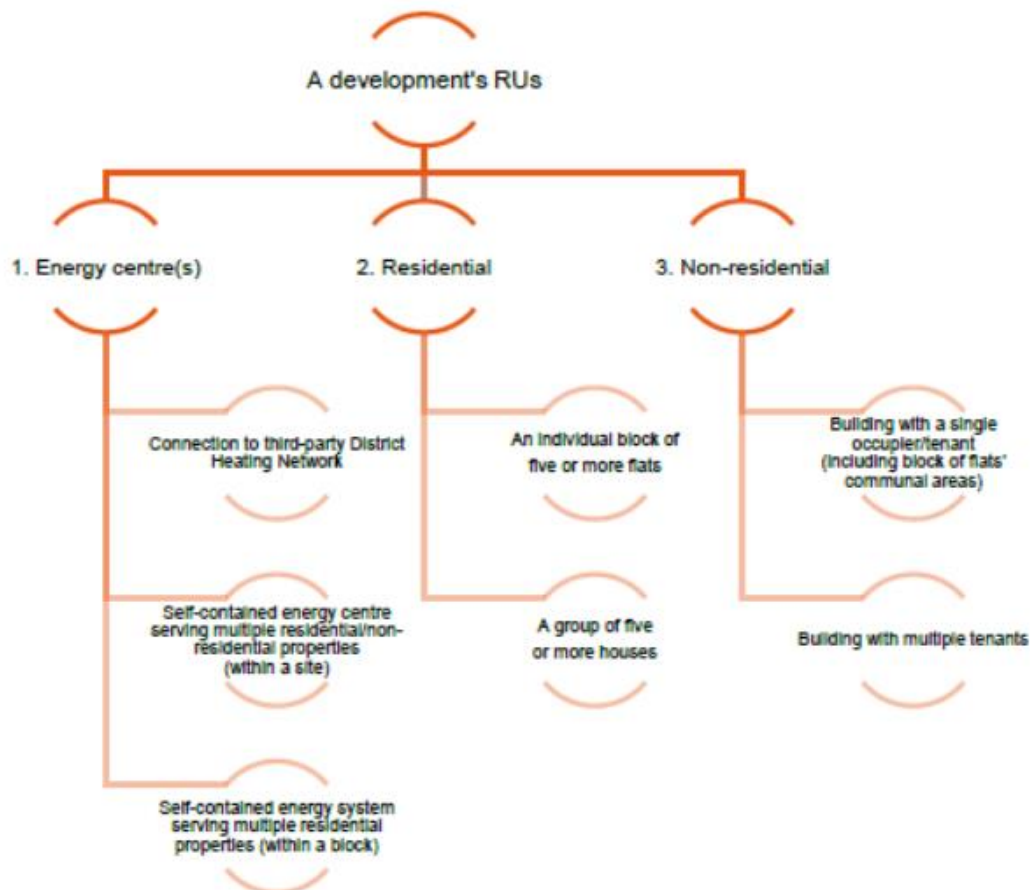 A development's RUs
1. Energy centre(s)
2. Residential
3. Non-residential
Connection to third-party District
Heating Network
An individual block of
five or more flats
Building with a single
occupier/tenant
(including block of flats'
communal areas)
Self-contained energy centre
serving multiple residential/non-
residential properties
(within a site)
A group of five
or more houses
Building with multiple tenants
Self-contained energy system
serving multiple residential
properties (within a block)